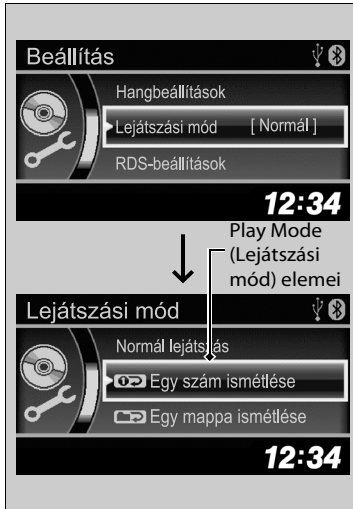 Beállítás
Hangbeállítások
Lejátszási mód [ Normál ]
RDS-beállítások
12:34
Play Mode
(Lejátszási
mód) elemei
Lejátszási mód
Normál lejátszás
Egy szám ismétlése
Egy mappa ismétlése
12:34